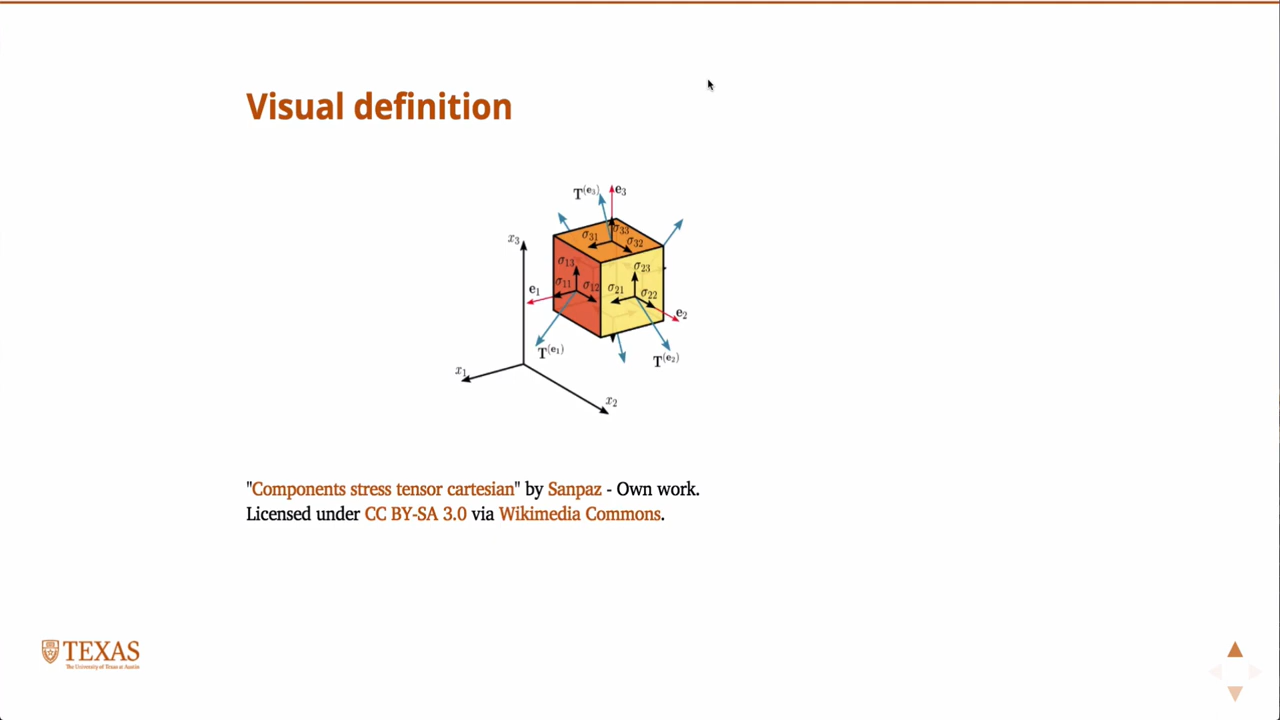 Visual definition
T(e3)
e3
x3
σ33
σ31
σ32
σ13
σ23
σ11
σ12
σ21
σ22
e1
e2
T(e1)
T(e2)
x1
x2
"Components stress tensor cartesian" by Sanpaz - Own work.
Licensed under CC BY-SA 3.0 via Wikimedia Commons.
TEXAS
The University of Texas at Austin